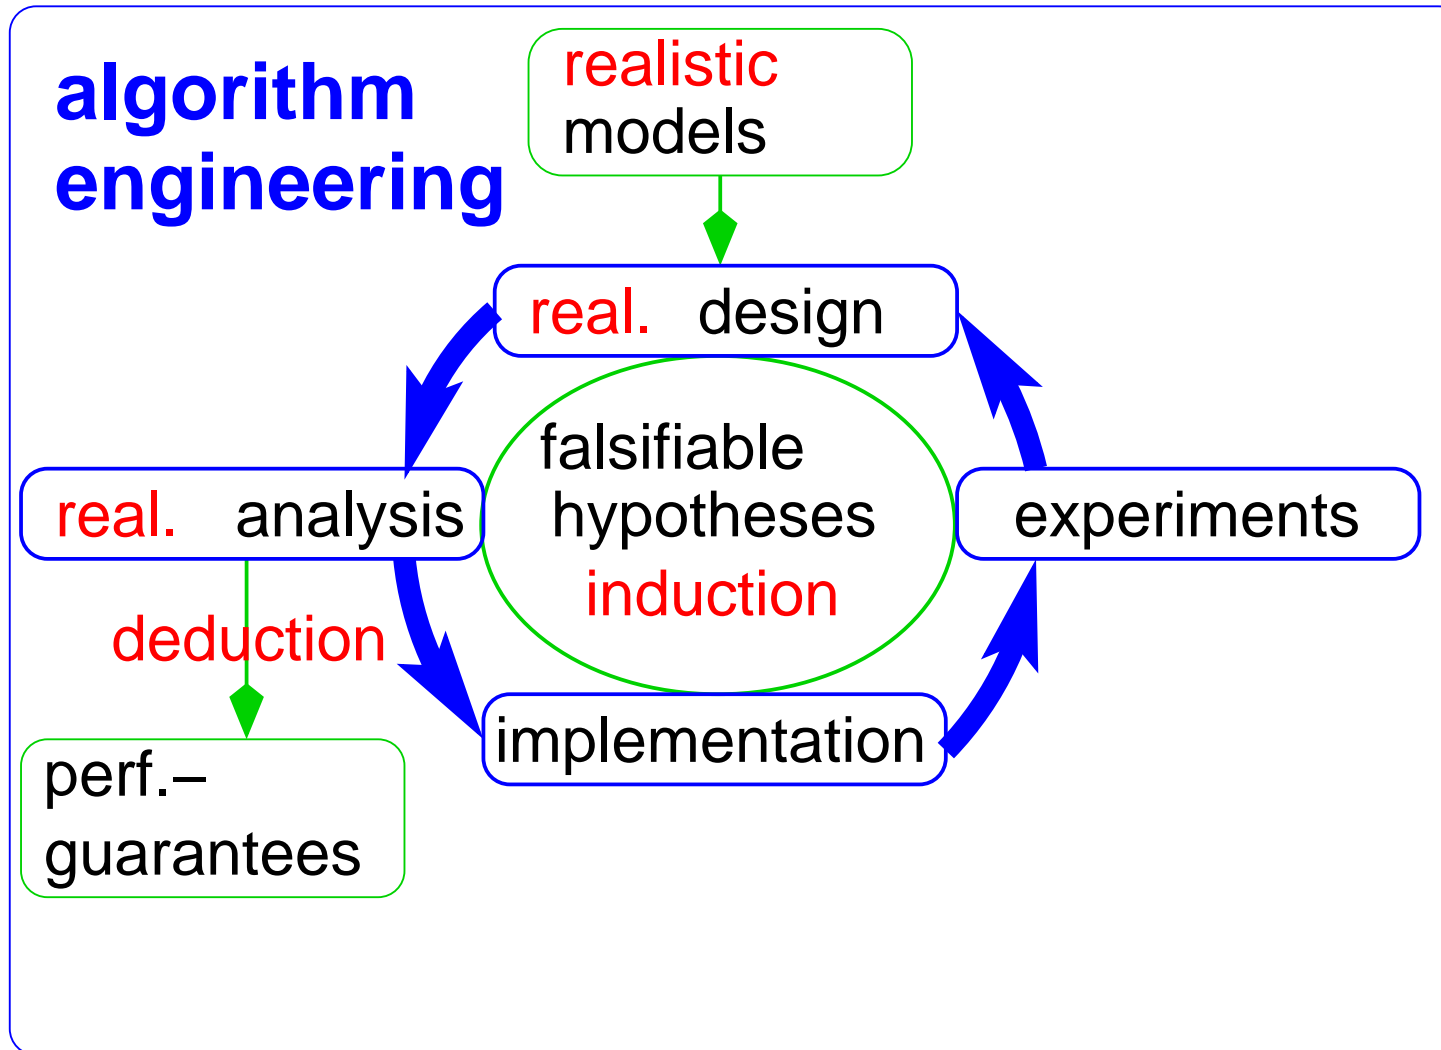 algorithm
engineering
realistic
models
real. design
falsifiable
hypotheses
induction
real. analysis
experiments
deduction
implementation
perf.–
guarantees